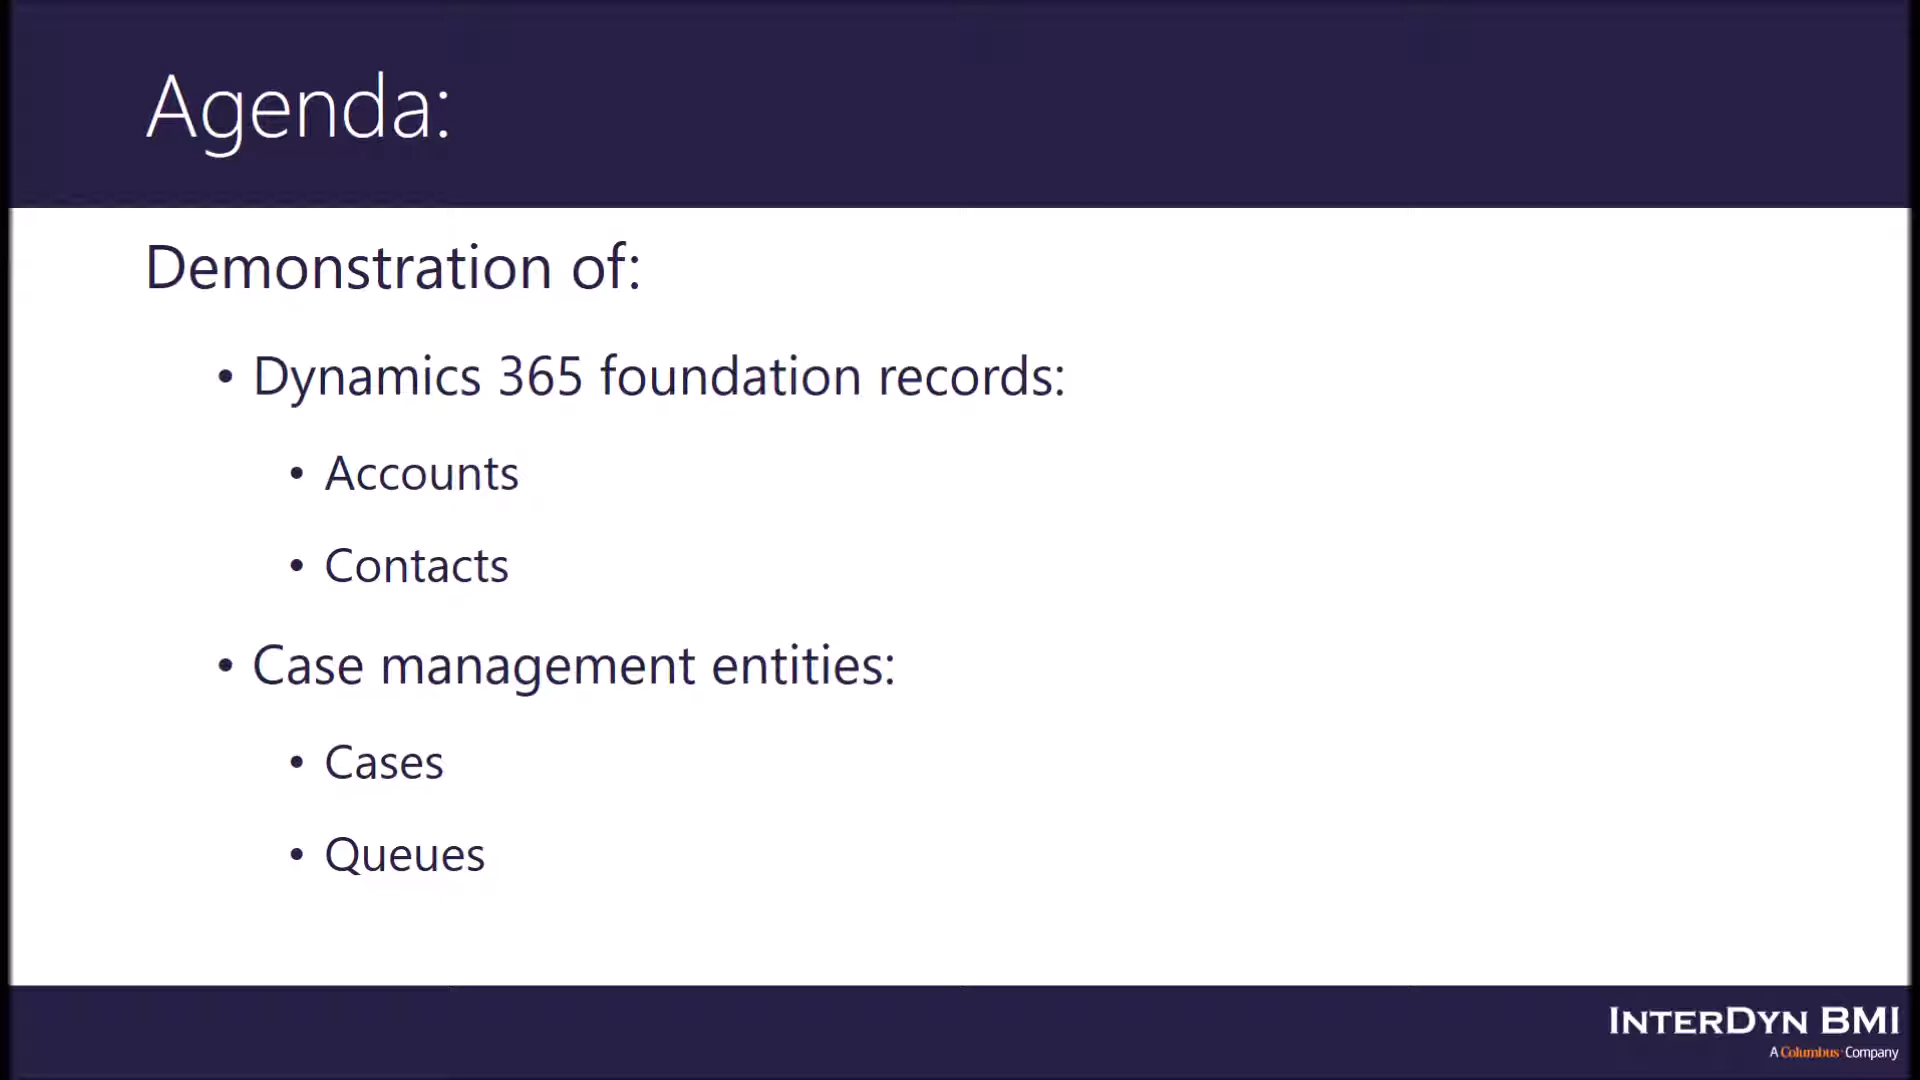 Agenda:
Demonstration of:
• Dynamics 365 foundation records:
• Accounts
• Contacts
• Case management entities:
• Cases
• Queues
INTERDYN BMI
A Columbus Company